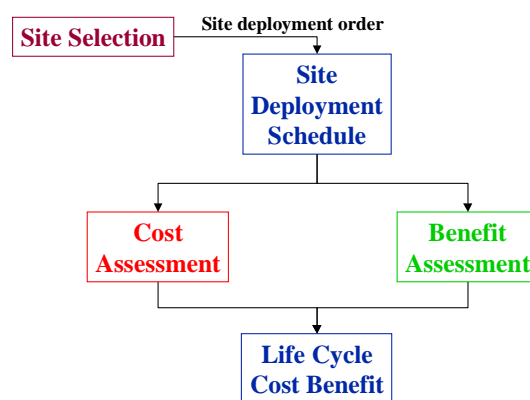 Site Selection
Site deployment order
Site
Deployment
Schedule
Cost
Assessment
Benefit
Assessment
Life Cycle
Cost Benefit